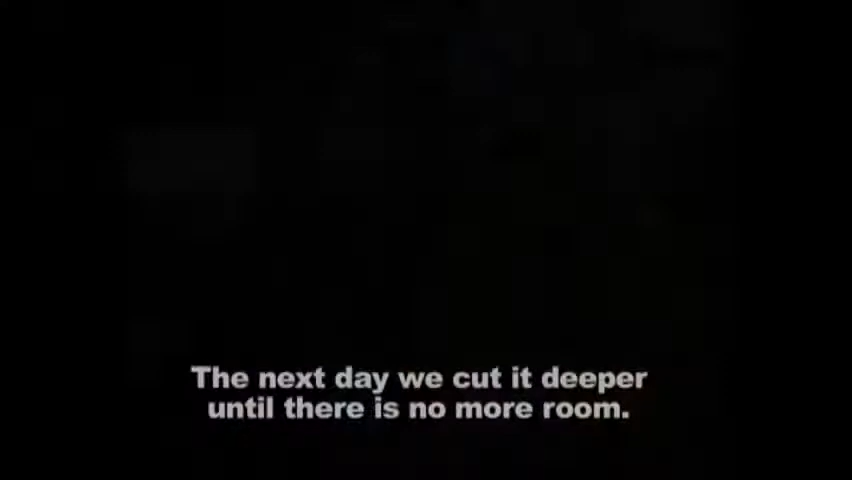 The next day we cut it deeper
until there is no more room.